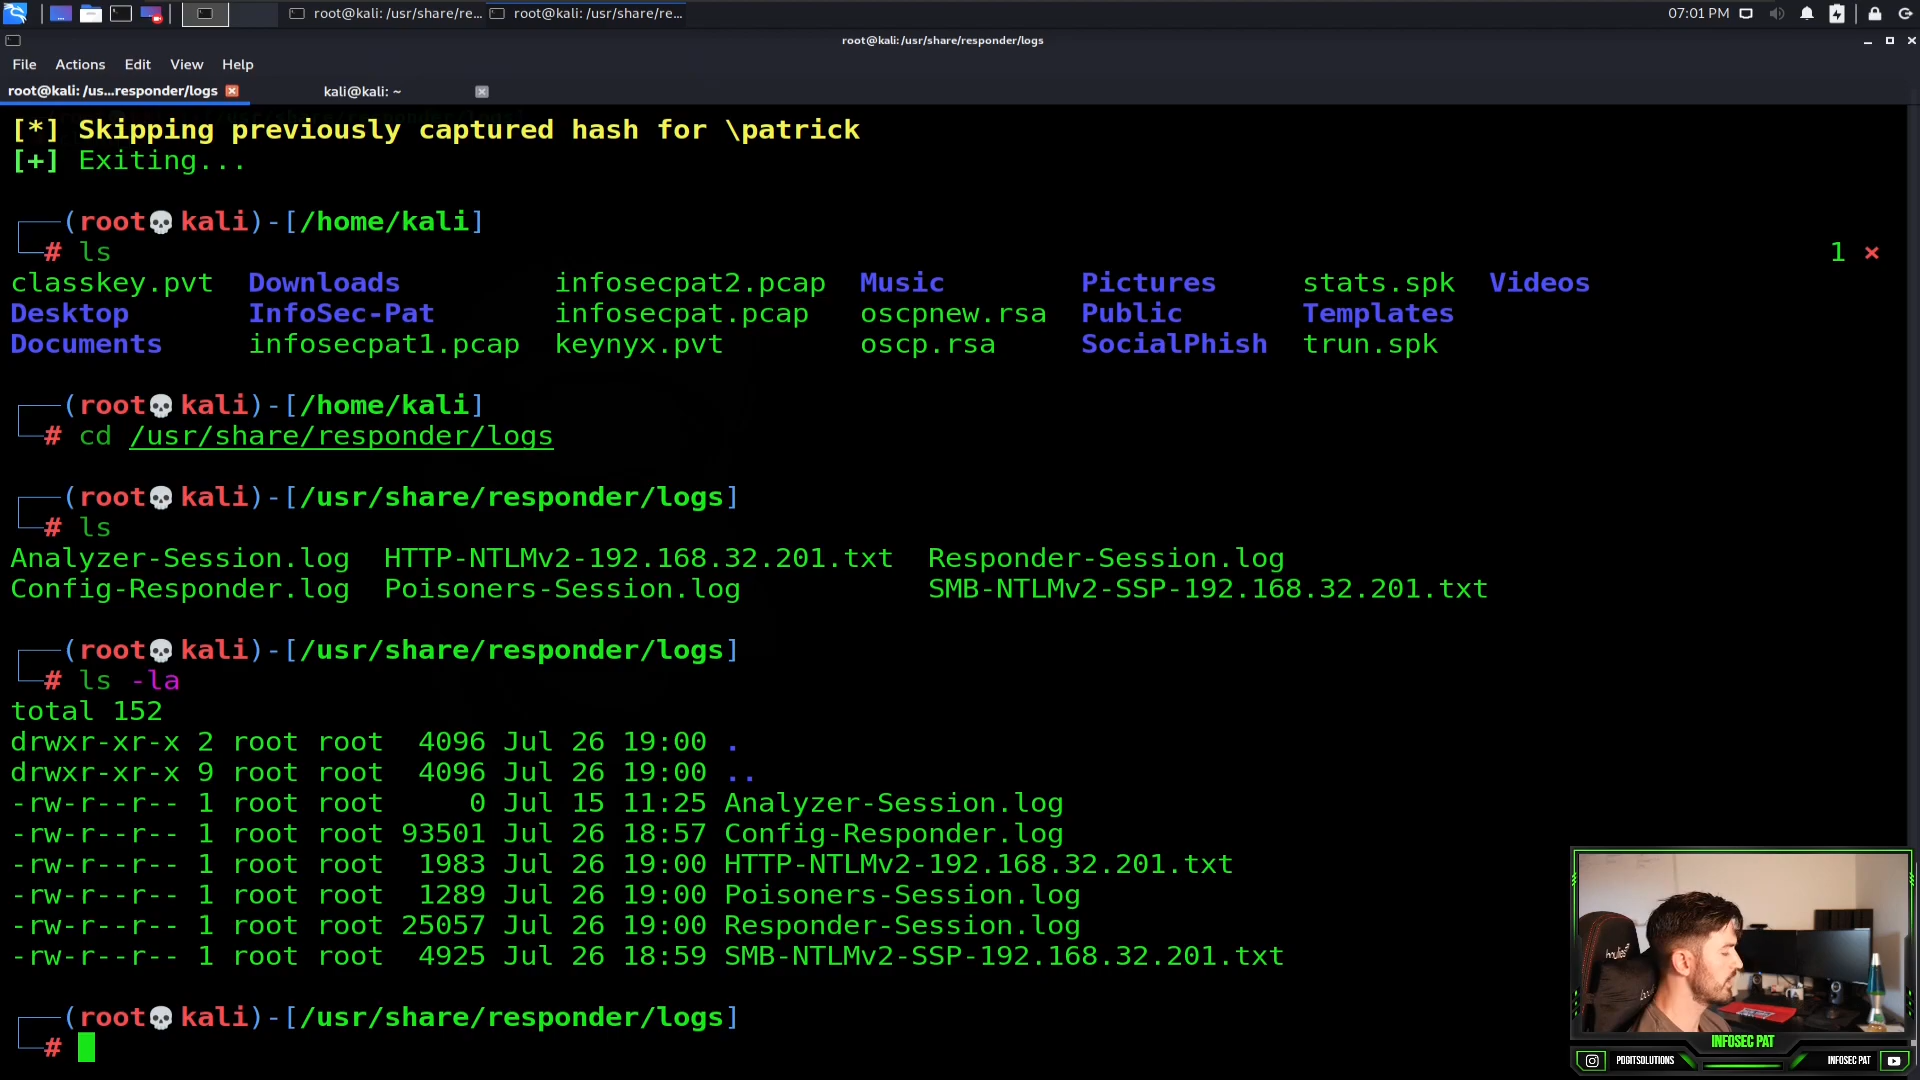 root@kali: /usr/share/re... root@kali: /usr/share/re... 07:01 PM
root@kali: /usr/share/responder/logs
File Actions Edit View Help
root@kali: /us...responder/logs kali@kali: ~
[*] Skipping previously captured hash for \patrick
[+] Exiting...
(root💀kali)-[/home/kali]
# ls
1 ×
classkey.pvt Downloads infosecpat2.pcap Music Pictures stats.spk Videos
Desktop InfoSec-Pat infosecpat.pcap oscpnew.rsa Public Templates
Documents infosecpat1.pcap keynyx.pvt oscp.rsa SocialPhish trun.spk
(root💀kali)-[/home/kali]
# cd /usr/share/responder/logs
(root💀kali)-[/usr/share/responder/logs]
# ls
Analyzer-Session.log HTTP-NTLMv2-192.168.32.201.txt Responder-Session.log
Config-Responder.log Poisoners-Session.log SMB-NTLMv2-SSP-192.168.32.201.txt
(root💀kali)-[/usr/share/responder/logs]
# ls -la
total 152
drwxr-xr-x 2 root root 4096 Jul 26 19:00 .
drwxr-xr-x 9 root root 4096 Jul 26 19:00 ..
-rw-r--r-- 1 root root 0 Jul 15 11:25 Analyzer-Session.log
-rw-r--r-- 1 root root 93501 Jul 26 18:57 Config-Responder.log
-rw-r--r-- 1 root root 1983 Jul 26 19:00 HTTP-NTLMv2-192.168.32.201.txt
-rw-r--r-- 1 root root 1289 Jul 26 19:00 Poisoners-Session.log
-rw-r--r-- 1 root root 25057 Jul 26 19:00 Responder-Session.log
-rw-r--r-- 1 root root 4925 Jul 26 18:59 SMB-NTLMv2-SSP-192.168.32.201.txt
(root💀kali)-[/usr/share/responder/logs]
#
INFOSEC PAT
PDDITSOLUTIONS INFOSEC PAT